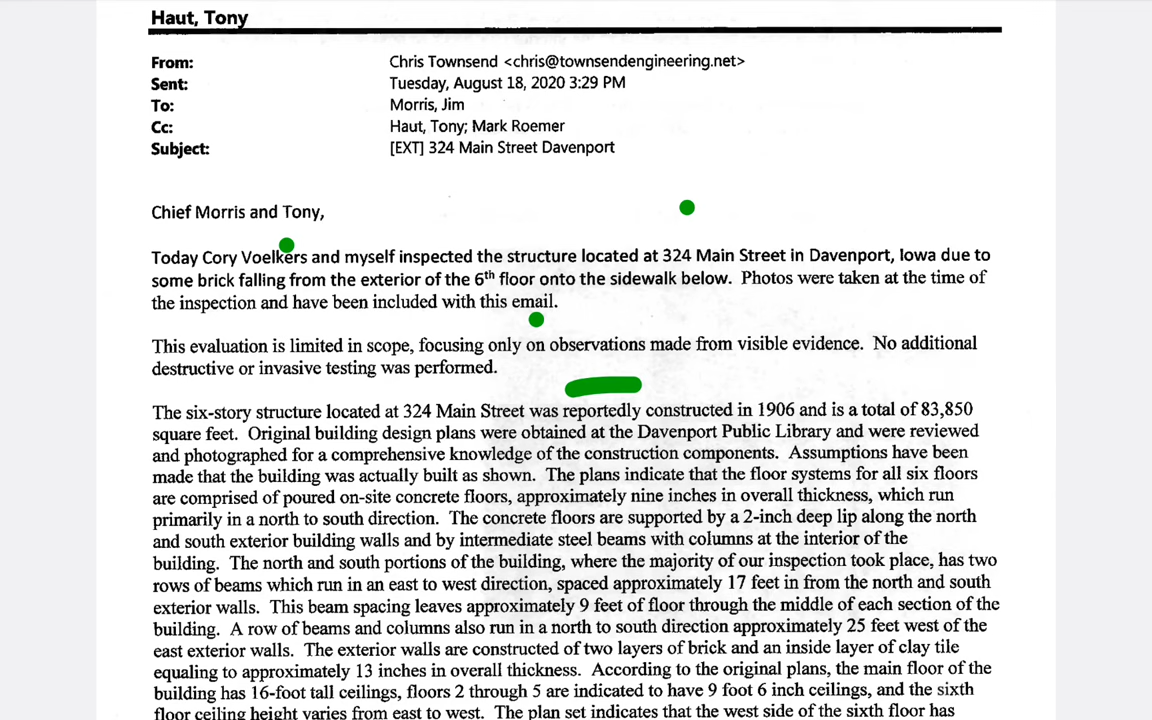 Haut, Tony
From: Chris Townsend <chris@townsendengineering.net>
Sent: Tuesday, August 18, 2020 3:29 PM
To: Morris, Jim
Cc: Haut, Tony; Mark Roemer
Subject: [EXT] 324 Main Street Davenport
Chief Morris and Tony,
Today Cory Voelkers and myself inspected the structure located at 324 Main Street in Davenport, Iowa due to
some brick falling from the exterior of the 6th floor onto the sidewalk below. Photos were taken at the time of
the inspection and have been included with this email.
This evaluation is limited in scope, focusing only on observations made from visible evidence. No additional
destructive or invasive testing was performed.
The six-story structure located at 324 Main Street was reportedly constructed in 1906 and is a total of 83,850
square feet. Original building design plans were obtained at the Davenport Public Library and were reviewed
and photographed for a comprehensive knowledge of the construction components. Assumptions have been
made that the building was actually built as shown. The plans indicate that the floor systems for all six floors
are comprised of poured on-site concrete floors, approximately nine inches in overall thickness, which run
primarily in a north to south direction. The concrete floors are supported by a 2-inch deep lip along the north
and south exterior building walls and by intermediate steel beams with columns at the interior of the
building. The north and south portions of the building, where the majority of our inspection took place, has two
rows of beams which run in an east to west direction, spaced approximately 17 feet in from the north and south
exterior walls. This beam spacing leaves approximately 9 feet of floor through the middle of each section of the
building. A row of beams and columns also run in a north to south direction approximately 25 feet west of the
east exterior walls. The exterior walls are constructed of two layers of brick and an inside layer of clay tile
equaling to approximately 13 inches in overall thickness. According to the original plans, the main floor of the
building has 16-foot tall ceilings, floors 2 through 5 are indicated to have 9 foot 6 inch ceilings, and the sixth
floor ceiling height varies from east to west. The plan set indicates that the west side of the sixth floor has